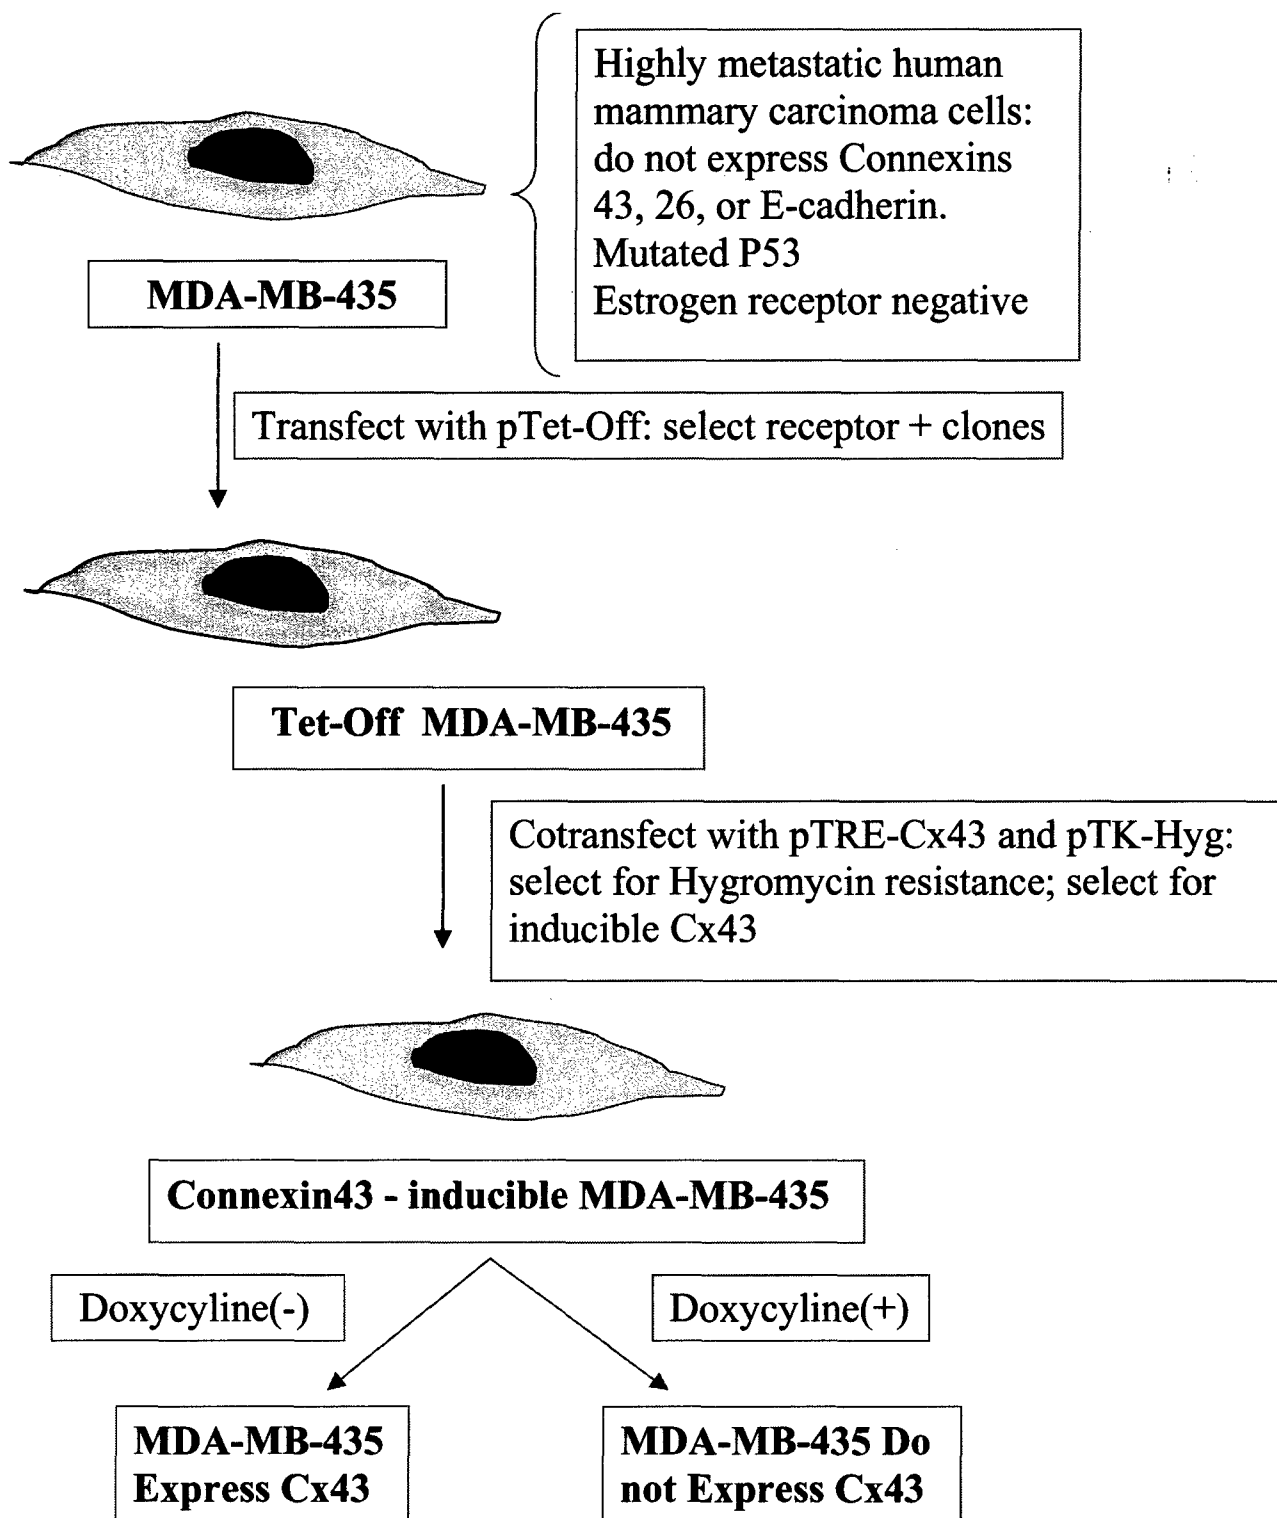 Highly metastatic human
mammary carcinoma cells:
do not express Connexins
43, 26, or E-cadherin.
Mutated P53
Estrogen receptor negative
MDA-MB-435
Transfect with pTet-Off: select receptor + clones
Tet-Off MDA-MB-435
Cotransfect with pTRE-Cx43 and pTK-Hyg:
select for Hygromycin resistance; select for
inducible Cx43
Connexin43 - inducible MDA-MB-435
Doxycyline(-)
Doxycyline(+)
MDA-MB-435
Express Cx43
MDA-MB-435 Do
not Express Cx43